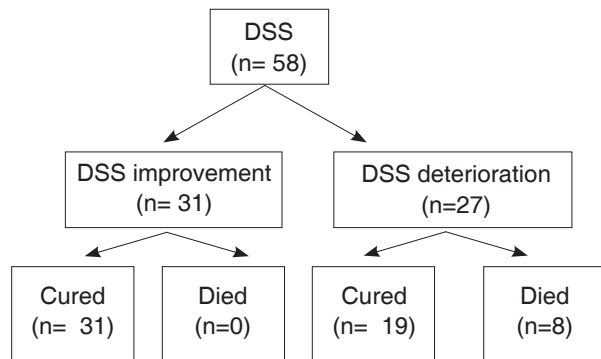 DSS
(n= 58)
DSS improvement
(n= 31)
DSS deterioration
(n=27)
Cured
(n= 31)
Died
(n=0)
Cured
(n= 19)
Died
(n=8)